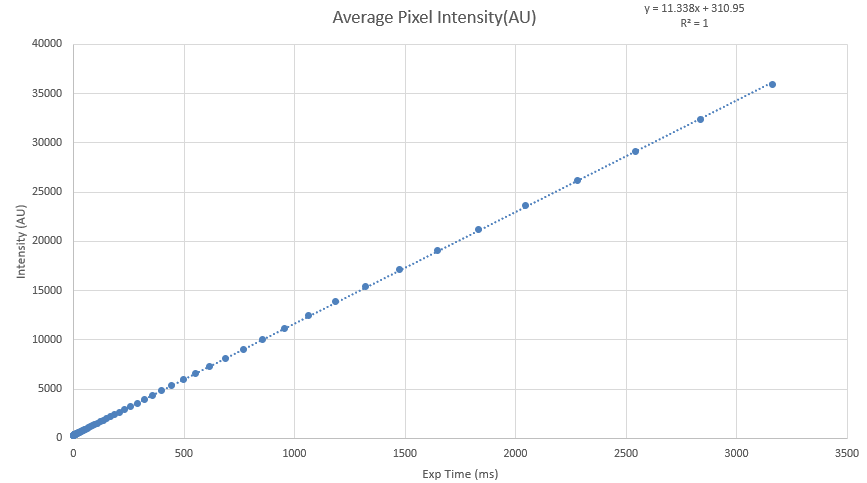 Average Pixel Intensity(AU)
y = 11.338x + 310.95
R² = 1
40000
35000
30000
25000
20000
15000
10000
5000
0
Intensity (AU)
0 500 1000 1500 2000 2500 3000 3500
Exp Time (ms)